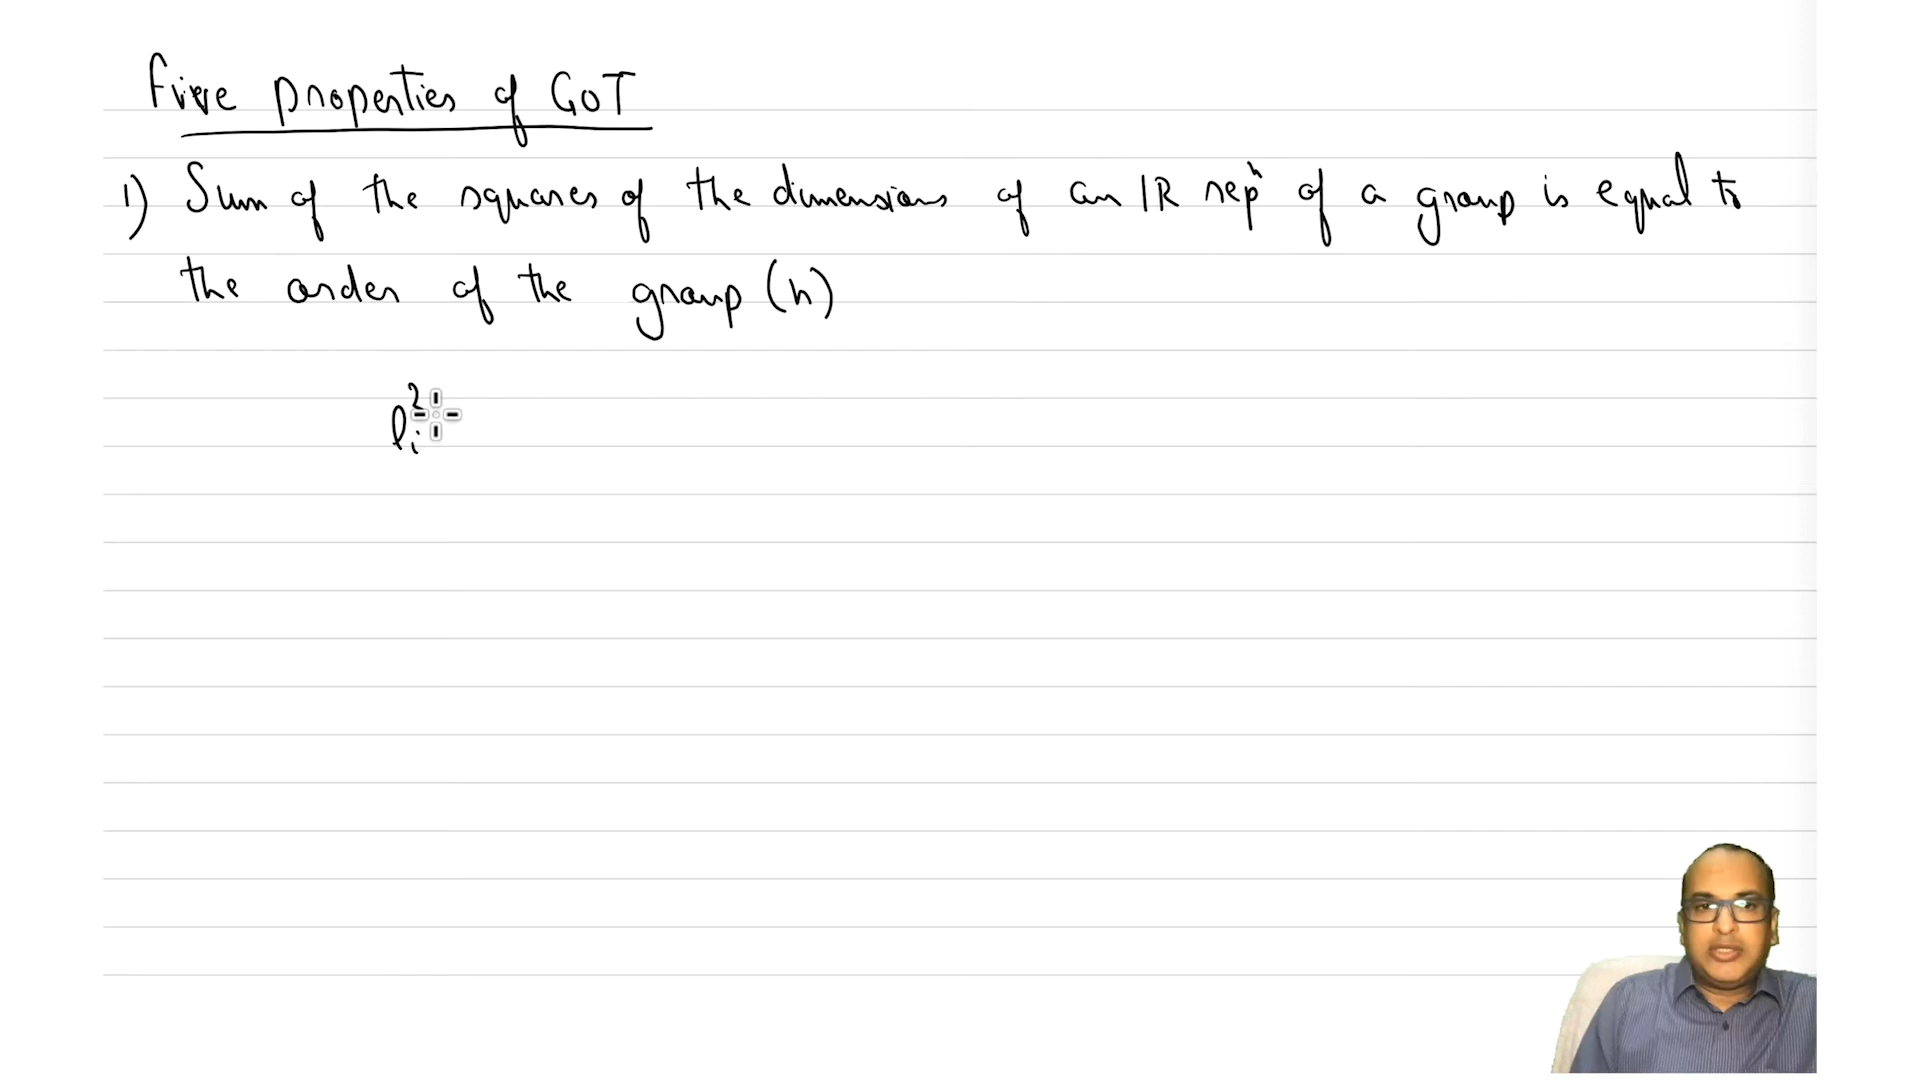 Five properties of GOT
1) Sum of the squares of the dimensions of an IR repⁿ of a group is equal to
the order of the group (h)
lᵢ²